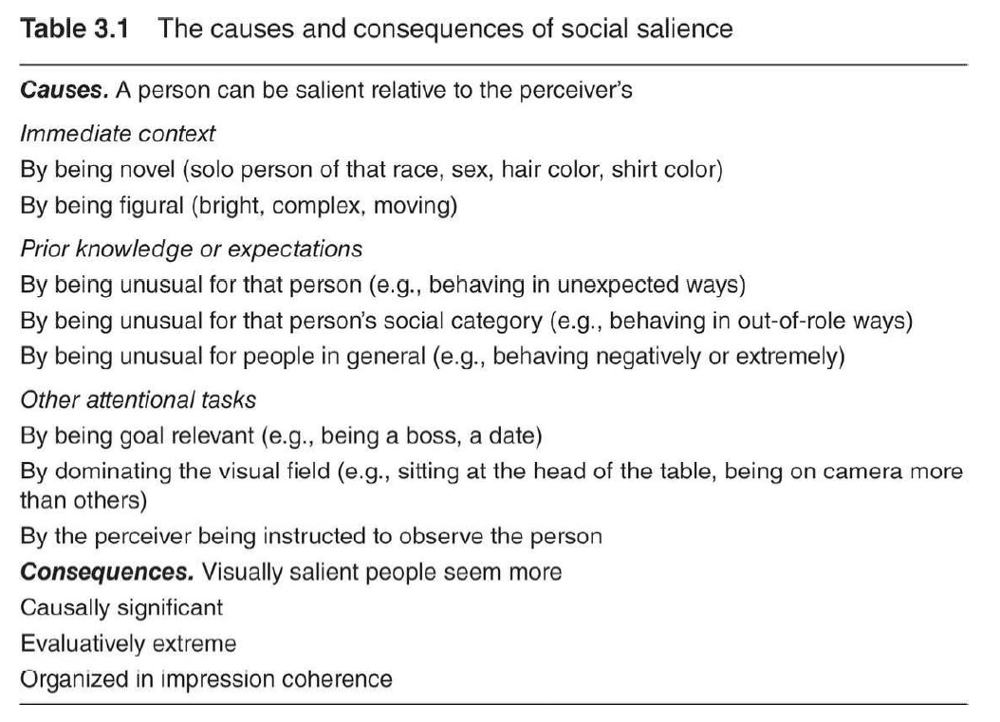 Table 3.1 The causes and consequences of social salience
Causes. A person can be salient relative to the perceiver’s
Immediate context
By being novel (solo person of that race, sex, hair color, shirt color)
By being figural (bright, complex, moving)
Prior knowledge or expectations
By being unusual for that person (e.g., behaving in unexpected ways)
By being unusual for that person’s social category (e.g., behaving in out-of-role ways)
By being unusual for people in general (e.g., behaving negatively or extremely)
Other attentional tasks
By being goal relevant (e.g., being a boss, a date)
By dominating the visual field (e.g., sitting at the head of the table, being on camera more
than others)
By the perceiver being instructed to observe the person
Consequences. Visually salient people seem more
Causally significant
Evaluatively extreme
Organized in impression coherence